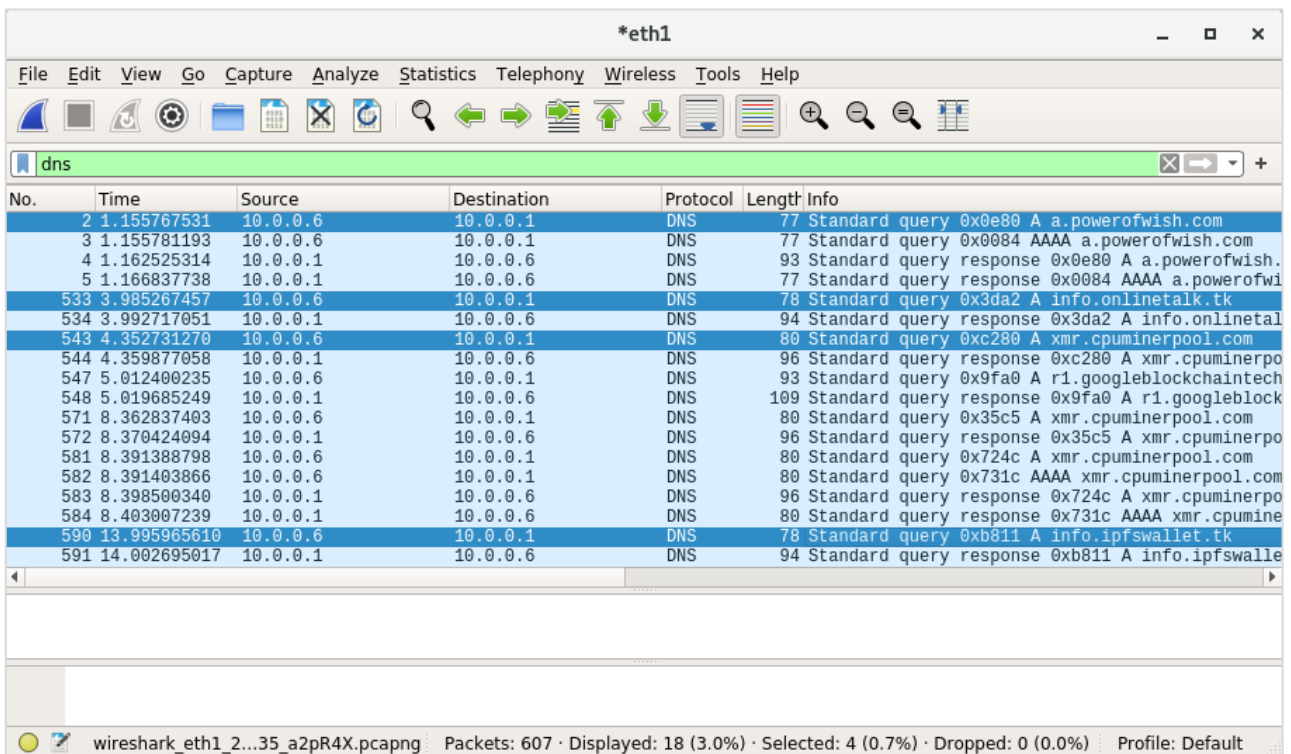 *eth1
File Edit View Go Capture Analyze Statistics Telephony Wireless Tools Help
dns
No. Time Source Destination Protocol Length Info
2 1.155767531 10.0.0.6 10.0.0.1 DNS 77 Standard query 0x0e80 A a.powerofwish.com
3 1.155781193 10.0.0.6 10.0.0.1 DNS 77 Standard query 0x0084 AAAA a.powerofwish.com
4 1.162525314 10.0.0.1 10.0.0.6 DNS 93 Standard query response 0x0e80 A a.powerofwish.
5 1.166837738 10.0.0.1 10.0.0.6 DNS 77 Standard query response 0x0084 AAAA a.powerofwi
533 3.985267457 10.0.0.6 10.0.0.1 DNS 78 Standard query 0x3da2 A info.onlinetalk.tk
534 3.992717051 10.0.0.1 10.0.0.6 DNS 94 Standard query response 0x3da2 A info.onlinetal
543 4.352731270 10.0.0.6 10.0.0.1 DNS 80 Standard query 0xc280 A xmr.cpuminerpool.com
544 4.359877058 10.0.0.1 10.0.0.6 DNS 96 Standard query response 0xc280 A xmr.cpuminerpo
547 5.012400235 10.0.0.6 10.0.0.1 DNS 93 Standard query 0x9fa0 A r1.googleblockchaintech
548 5.019685249 10.0.0.1 10.0.0.6 DNS 109 Standard query response 0x9fa0 A r1.googleblock
571 8.362837403 10.0.0.6 10.0.0.1 DNS 80 Standard query 0x35c5 A xmr.cpuminerpool.com
572 8.370424094 10.0.0.1 10.0.0.6 DNS 96 Standard query response 0x35c5 A xmr.cpuminerpo
581 8.391388798 10.0.0.6 10.0.0.1 DNS 80 Standard query 0x724c A xmr.cpuminerpool.com
582 8.391403866 10.0.0.6 10.0.0.1 DNS 80 Standard query 0x731c AAAA xmr.cpuminerpool.com
583 8.398500340 10.0.0.1 10.0.0.6 DNS 96 Standard query response 0x724c A xmr.cpuminerpo
584 8.403007239 10.0.0.1 10.0.0.6 DNS 80 Standard query response 0x731c AAAA xmr.cpumine
590 13.995965610 10.0.0.6 10.0.0.1 DNS 78 Standard query 0xb811 A info.ipfswallet.tk
591 14.002695017 10.0.0.1 10.0.0.6 DNS 94 Standard query response 0xb811 A info.ipfswalle
wireshark_eth1_2...35_a2pR4X.pcapng Packets: 607 · Displayed: 18 (3.0%) · Selected: 4 (0.7%) · Dropped: 0 (0.0%) Profile: Default